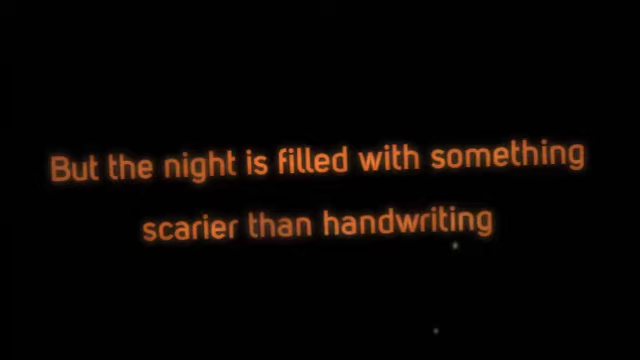 But the night is filled with something
scarier than handwriting